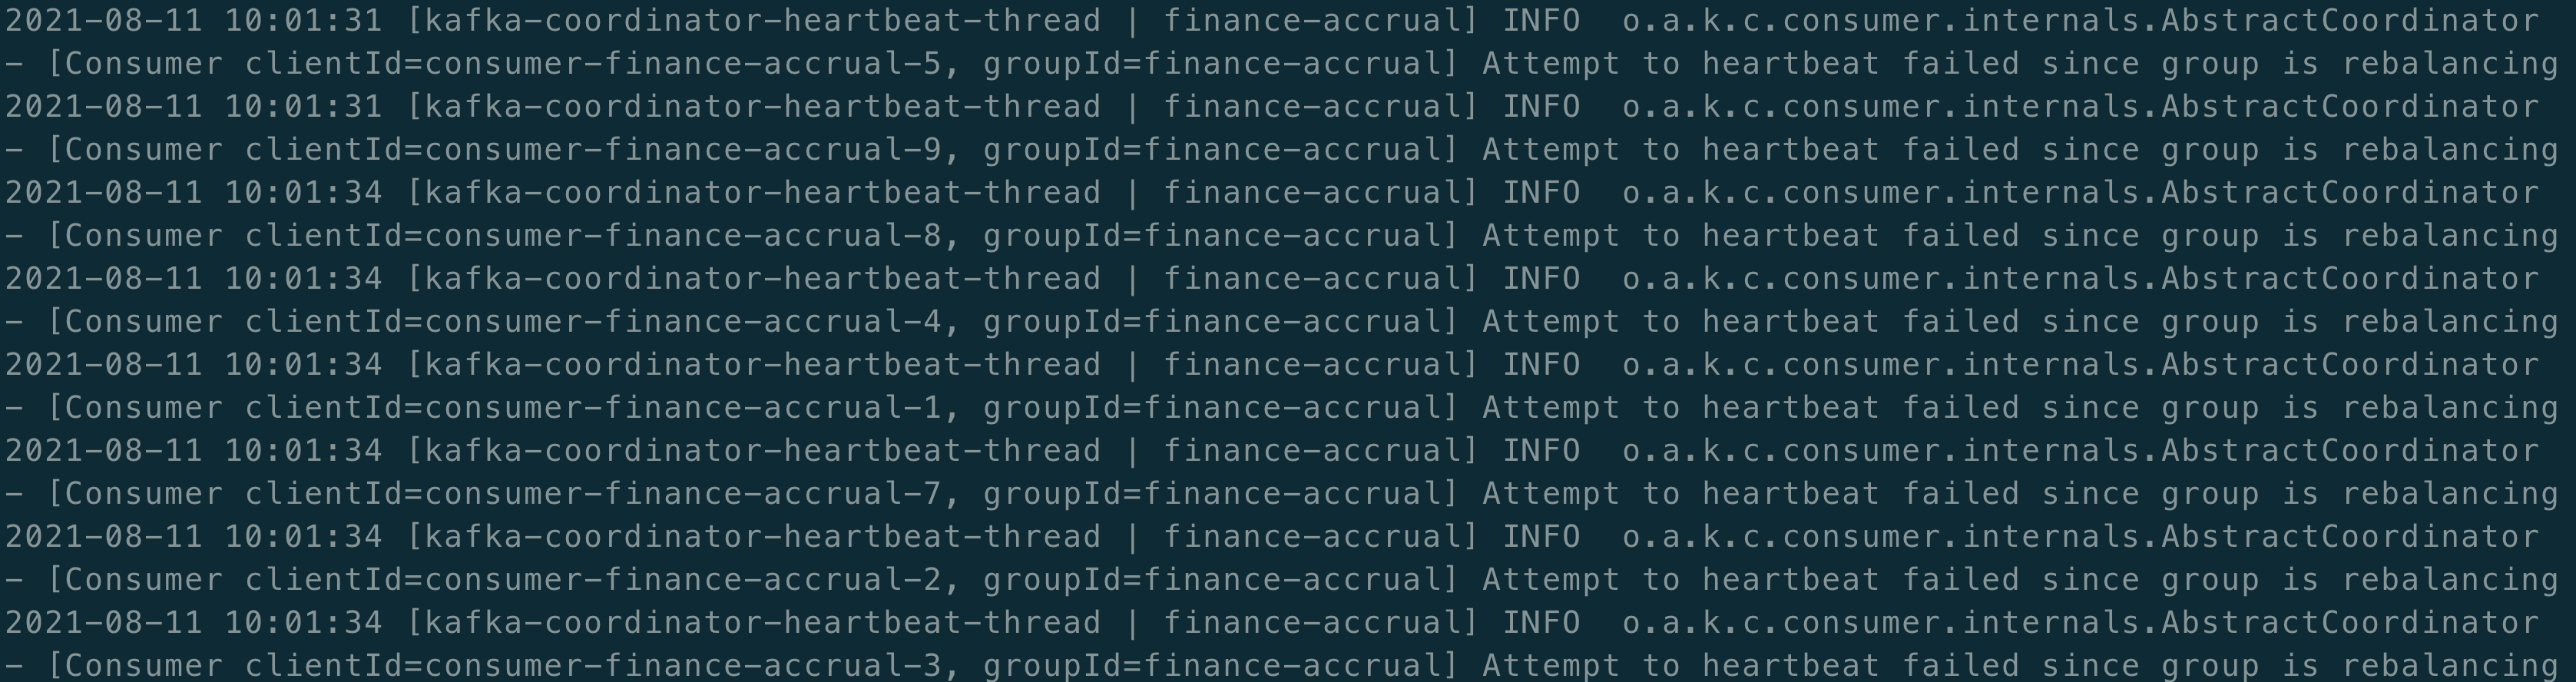 2021-08-11 10:01:31 [kafka-coordinator-heartbeat-thread | finance-accrual] INFO  o.a.k.c.consumer.internals.AbstractCoordinator
– [Consumer clientId=consumer-finance-accrual-5, groupId=finance-accrual] Attempt to heartbeat failed since group is rebalancing
2021-08-11 10:01:31 [kafka-coordinator-heartbeat-thread | finance-accrual] INFO  o.a.k.c.consumer.internals.AbstractCoordinator
– [Consumer clientId=consumer-finance-accrual-9, groupId=finance-accrual] Attempt to heartbeat failed since group is rebalancing
2021-08-11 10:01:34 [kafka-coordinator-heartbeat-thread | finance-accrual] INFO  o.a.k.c.consumer.internals.AbstractCoordinator
– [Consumer clientId=consumer-finance-accrual-8, groupId=finance-accrual] Attempt to heartbeat failed since group is rebalancing
2021-08-11 10:01:34 [kafka-coordinator-heartbeat-thread | finance-accrual] INFO  o.a.k.c.consumer.internals.AbstractCoordinator
– [Consumer clientId=consumer-finance-accrual-4, groupId=finance-accrual] Attempt to heartbeat failed since group is rebalancing
2021-08-11 10:01:34 [kafka-coordinator-heartbeat-thread | finance-accrual] INFO  o.a.k.c.consumer.internals.AbstractCoordinator
– [Consumer clientId=consumer-finance-accrual-1, groupId=finance-accrual] Attempt to heartbeat failed since group is rebalancing
2021-08-11 10:01:34 [kafka-coordinator-heartbeat-thread | finance-accrual] INFO  o.a.k.c.consumer.internals.AbstractCoordinator
– [Consumer clientId=consumer-finance-accrual-7, groupId=finance-accrual] Attempt to heartbeat failed since group is rebalancing
2021-08-11 10:01:34 [kafka-coordinator-heartbeat-thread | finance-accrual] INFO  o.a.k.c.consumer.internals.AbstractCoordinator
– [Consumer clientId=consumer-finance-accrual-2, groupId=finance-accrual] Attempt to heartbeat failed since group is rebalancing
2021-08-11 10:01:34 [kafka-coordinator-heartbeat-thread | finance-accrual] INFO  o.a.k.c.consumer.internals.AbstractCoordinator
– [Consumer clientId=consumer-finance-accrual-3, groupId=finance-accrual] Attempt to heartbeat failed since group is rebalancing